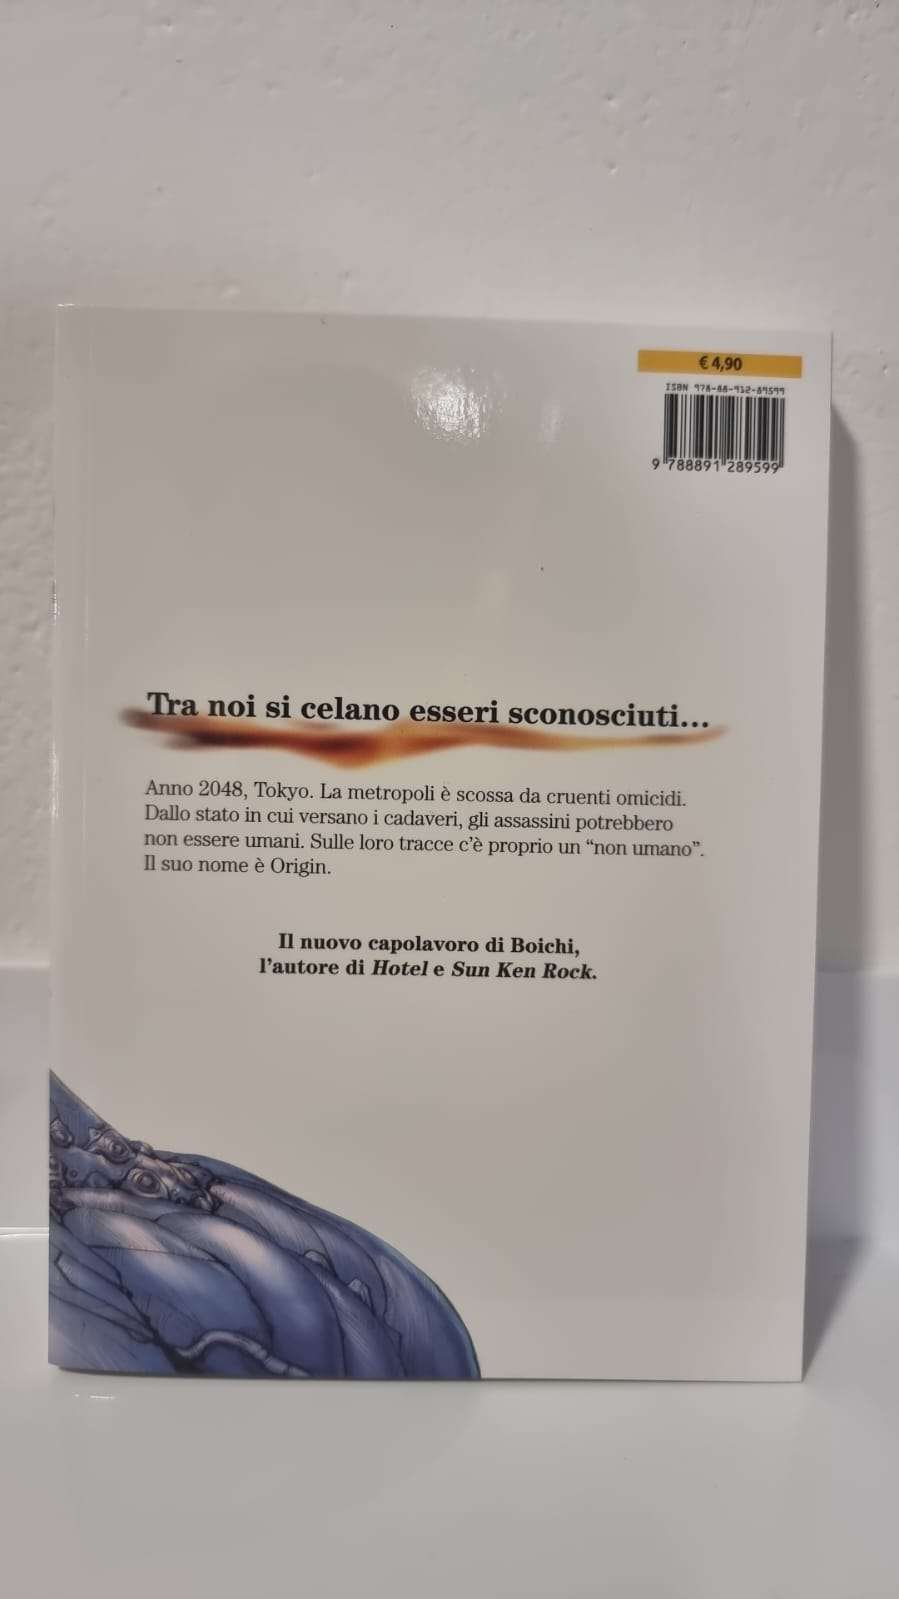 € 4,90
ISBN 978-88-912-89599
9 788891 289599
Tra noi si celano esseri sconosciuti...
Anno 2048, Tokyo. La metropoli è scossa da cruenti omicidi.
Dallo stato in cui versano i cadaveri, gli assassini potrebbero
non essere umani. Sulle loro tracce c’è proprio un “non umano”.
Il suo nome è Origin.
Il nuovo capolavoro di Boichi,
l’autore di Hotel e Sun Ken Rock.